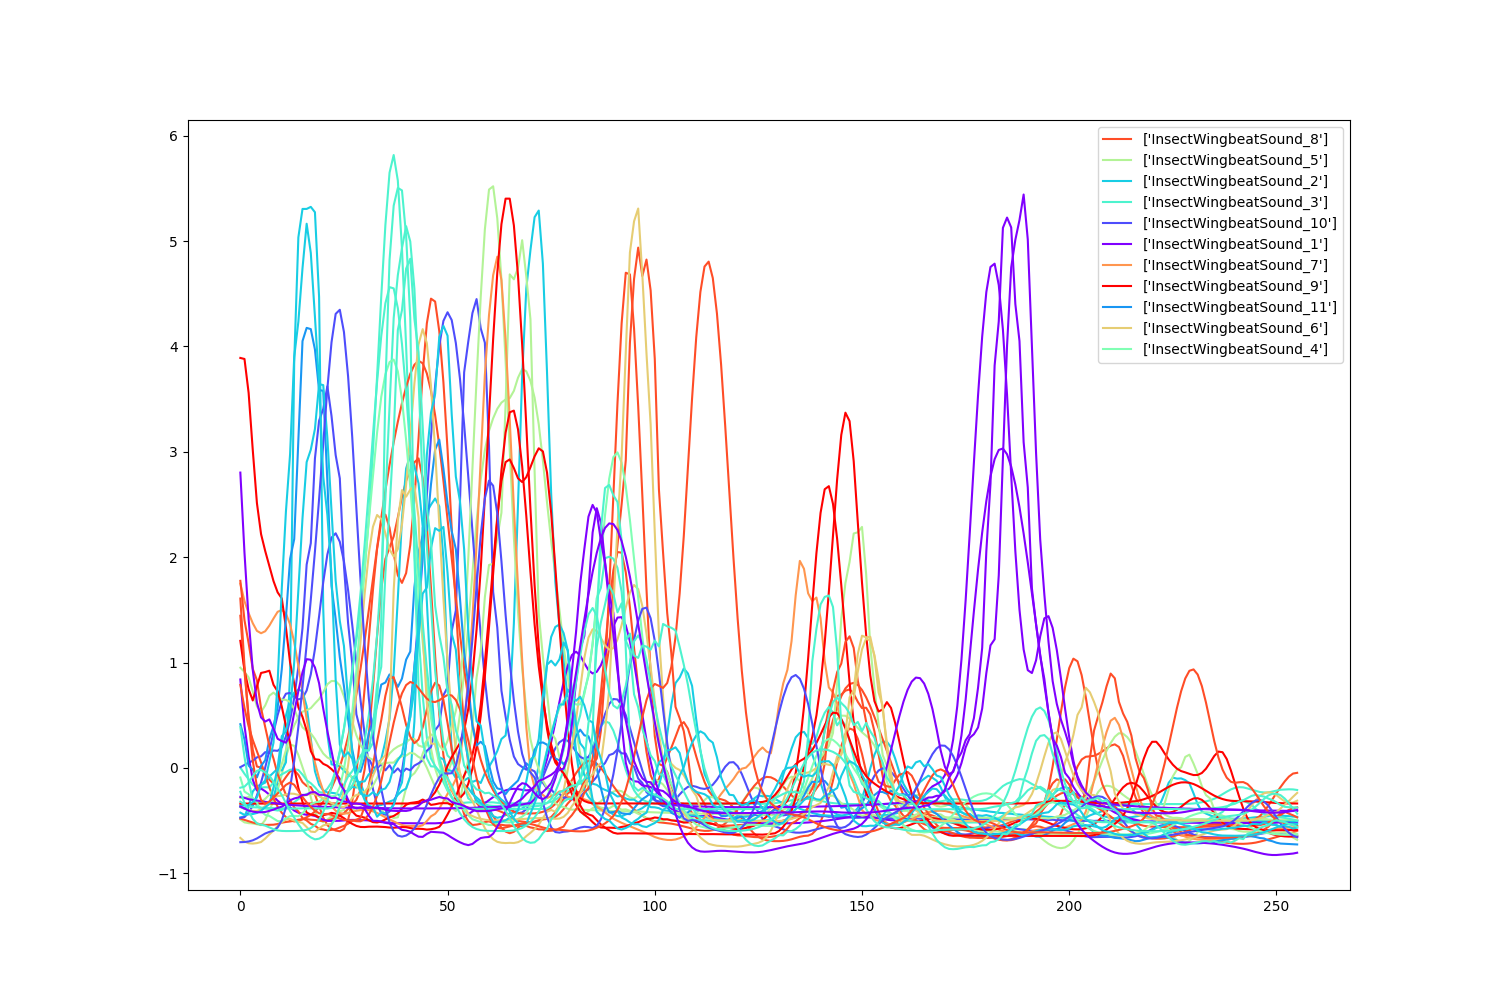 ['InsectWingbeatSound_8']
['InsectWingbeatSound_5']
['InsectWingbeatSound_2']
['InsectWingbeatSound_3']
['InsectWingbeatSound_10']
['InsectWingbeatSound_1']
['InsectWingbeatSound_7']
['InsectWingbeatSound_9']
['InsectWingbeatSound_11']
['InsectWingbeatSound_6']
['InsectWingbeatSound_4']
6
5
4
3
2
1
0
−1
0 50 100 150 200 250